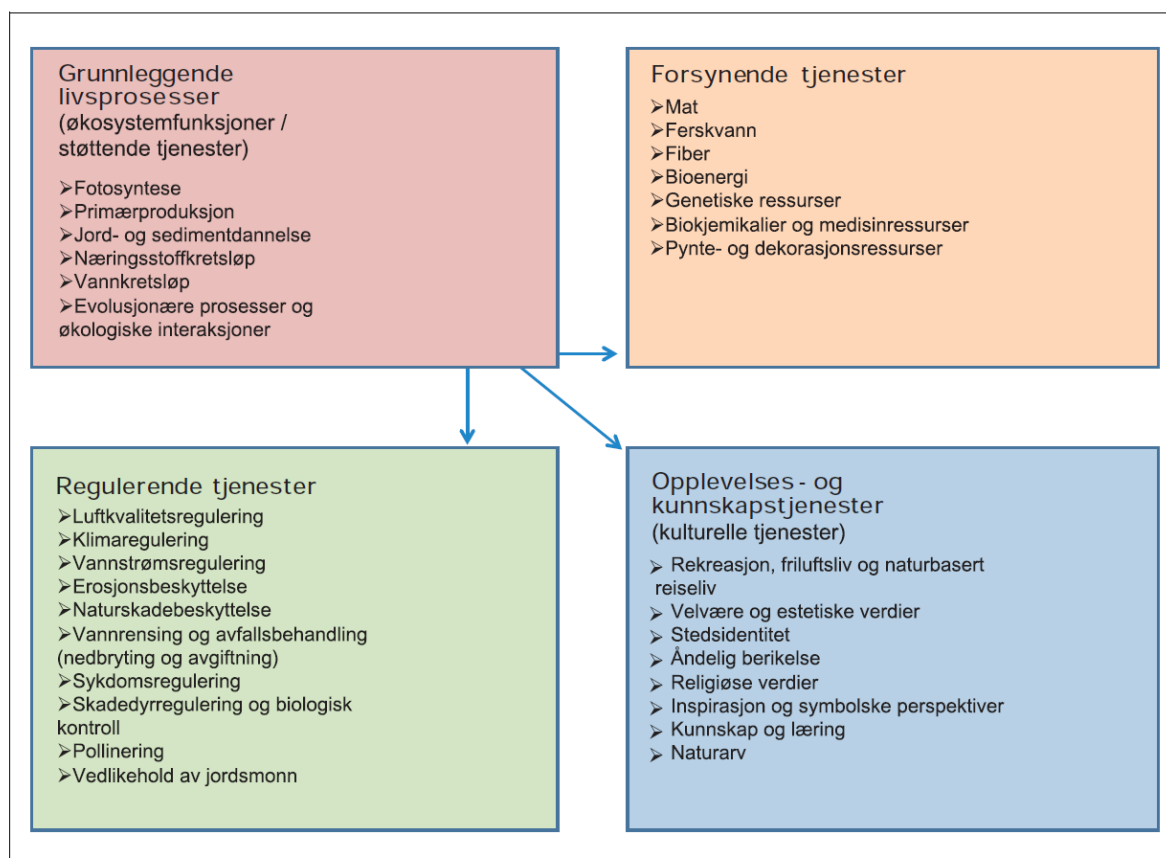 Grunnleggende
livsprosesser
(økosystemfunksjoner /
støttende tjenester)
➢Fotosyntese
➢Primærproduksjon
➢Jord- og sedimentdannelse
➢Næringsstoffkretsløp
➢Vannkretsløp
➢Evolusjonære prosesser og
økologiske interaksjoner
Forsynende tjenester
➢Mat
➢Ferskvann
➢Fiber
➢Bioenergi
➢Genetiske ressurser
➢Biokjemikalier og medisinressurser
➢Pynte- og dekorasjonsressurser
Regulerende tjenester
➢Luftkvalitetsregulering
➢Klimaregulering
➢Vannstrømsregulering
➢Erosjonsbeskyttelse
➢Naturskadebeskyttelse
➢Vannrensing og avfallsbehandling
(nedbryting og avgiftning)
➢Sykdomsregulering
➢Skadedyrregulering og biologisk
kontroll
➢Pollinering
➢Vedlikehold av jordsmonn
Opplevelses- og
kunnskapstjenester
(kulturelle tjenester)
➢ Rekreasjon, friluftsliv og naturbasert
reiseliv
➢ Velvære og estetiske verdier
➢ Stedsidentitet
➢ Åndelig berikelse
➢ Religiøse verdier
➢ Inspirasjon og symbolske perspektiver
➢ Kunnskap og læring
➢ Naturarv